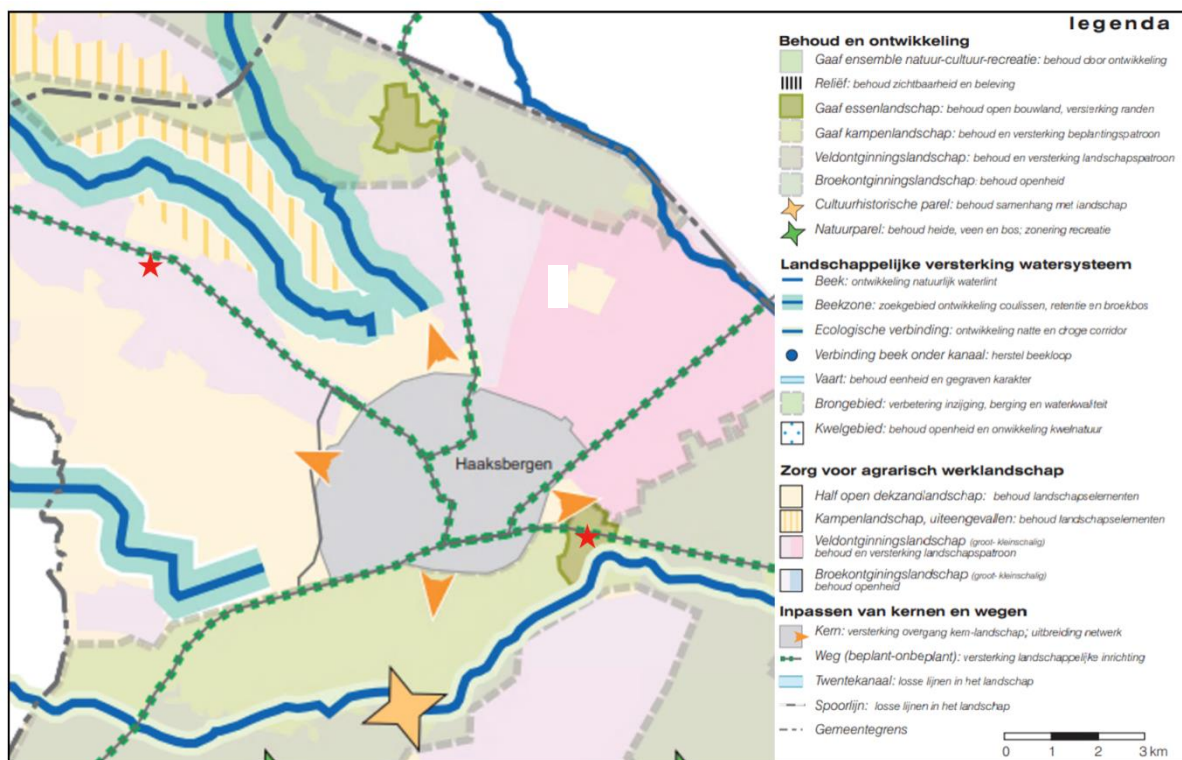 legenda
Behoud en ontwikkeling
Gaaf ensemble natuur-cultuur-recreatie: behoud door ontwikkeling
Reliëf: behoud zichtbaarheid en beleving
Gaaf essenlandschap: behoud open bouwland, versterking randen
Gaaf kampenlandschap: behoud en versterking beplantingspatroon
Veldontginningslandschap: behoud en versterking landschapspatroon
Broekontginningslandschap: behoud openheid
Cultuurhistorische parel: behoud samenhang met landschap
Natuurparel: behoud heide, veen en bos; zonering recreatie
Landschappelijke versterking watersysteem
Beek: ontwikkeling natuurlijk waterlint
Beekzone: zoekgebied ontwikkeling coulissen, retentie en broekbos
Ecologische verbinding: ontwikkeling natte en droge corridor
Verbinding beek onder kanaal: herstel beekloop
Vaart: behoud eenheid en gegraven karakter
Brongebied: verbetering inzijging, berging en waterkwaliteit
Kwelgebied: behoud openheid en onwikkeling kwelnatuur
Zorg voor agrarisch werklandschap
Half open dekzandlandschap: behoud landschapselementen
Kampenlandschap, uiteengevallen: behoud landschapselementen
Veldontginningslandschap (groot- kleinschalig)
behoud en versterking landschapspatroon
Broekontginingslandschap (groot- kleinschalig)
behoud openheid
Inpassen van kernen en wegen
Kern: versterking overgang kern-landschap; uitbreiding netwerk
Weg (beplant-onbeplant): versterking landschappelijke inrichting
Twentekanaal: losse lijnen in het landschap
Spoorlijn: losse lijnen in het landschap
Gemeentegrens
0 1 2 3 km
Haaksbergen